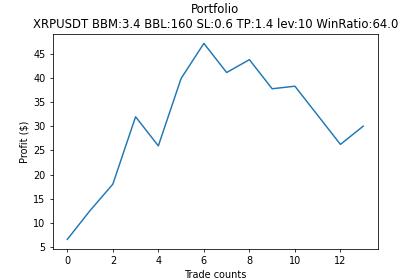 Portfolio
XRPUSDT BBM:3.4 BBL:160 SL:0.6 TP:1.4 lev:10 WinRatio:64.0
45
40
35
30
25
20
15
10
5
Profit ($)
0 2 4 6 8 10 12
Trade counts